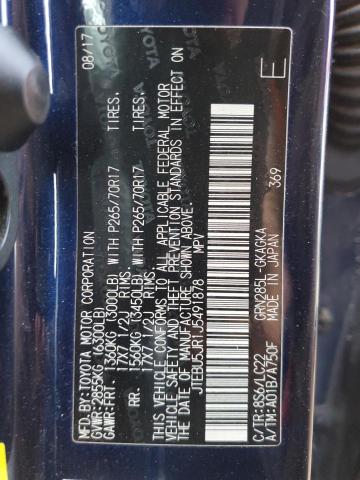 MFD.BY:TOYOTA MOTOR CORPORATION 08/17
GVWR:2855KG(6300LB)
GAWR:FRT. 1360KG(3000LB) WITH P265/70R17 TIRES.
17X7 1/2J RIMS.
RR. 1560KG(3450LB) WITH P265/70R17 TIRES.
17X7 1/2J RIMS.
THIS VEHICLE CONFORMS TO ALL APPLICABLE FEDERAL MOTOR
VEHICLE SAFETY AND THEFT PREVENTION STANDARDS IN EFFECT ON
THE DATE OF MANUFACTURE SHOWN ABOVE.
JTEBU5JR1J5491878 MPV
E
GRN285L-GKAGKA
C/TR:8S6/LC22 369
A/TM:A01B/A750F MADE IN JAPAN